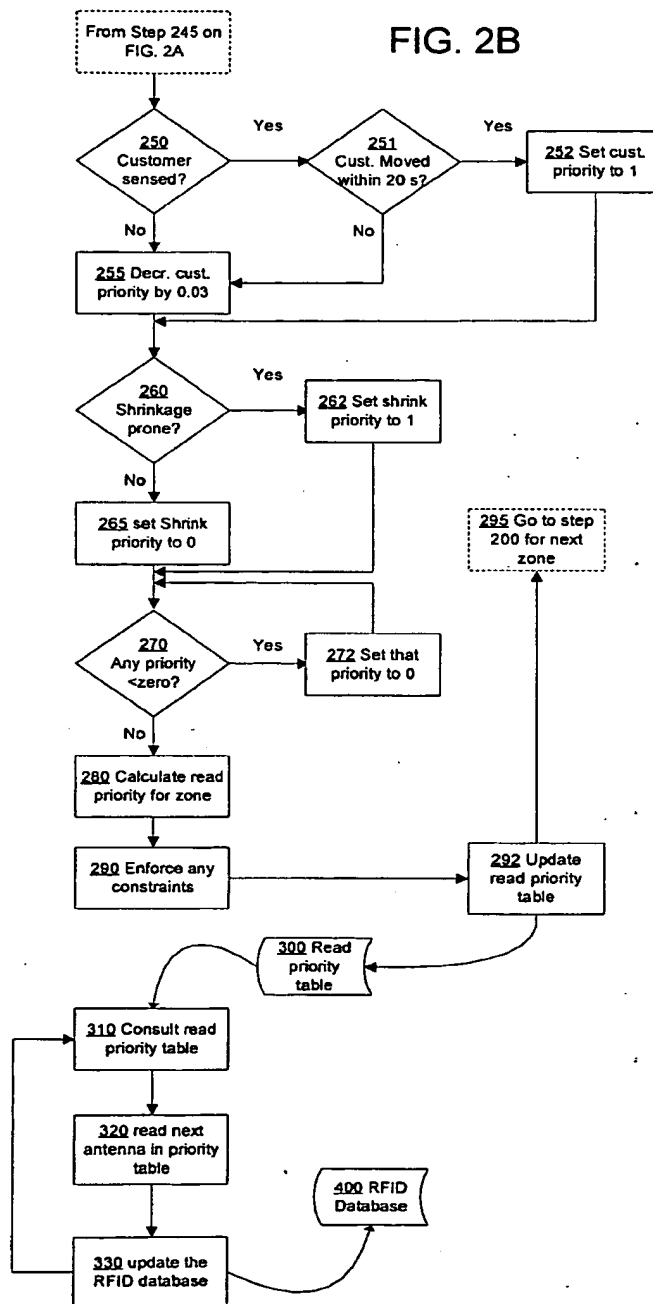 From Step 245 on
FIG. 2A
FIG. 2B
250
Customer
sensed?
Yes
251
Cust. Moved
within 20 s?
Yes
252 Set cust.
priority to 1
No
No
255 Decr. cust.
priority by 0.03
260
Shrinkage
prone?
Yes
262 Set shrink
priority to 1
No
265 set Shrink
priority to 0
295 Go to step
200 for next
zone
270
Any priority
<zero?
Yes
272 Set that
priority to 0
No
280 Calculate read
priority for zone
290 Enforce any
constraints
292 Update
read priority
table
300 Read
priority
table
310 Consult read
priority table
320 read next
antenna in priority
table
400 RFID
Database
330 update the
RFID database